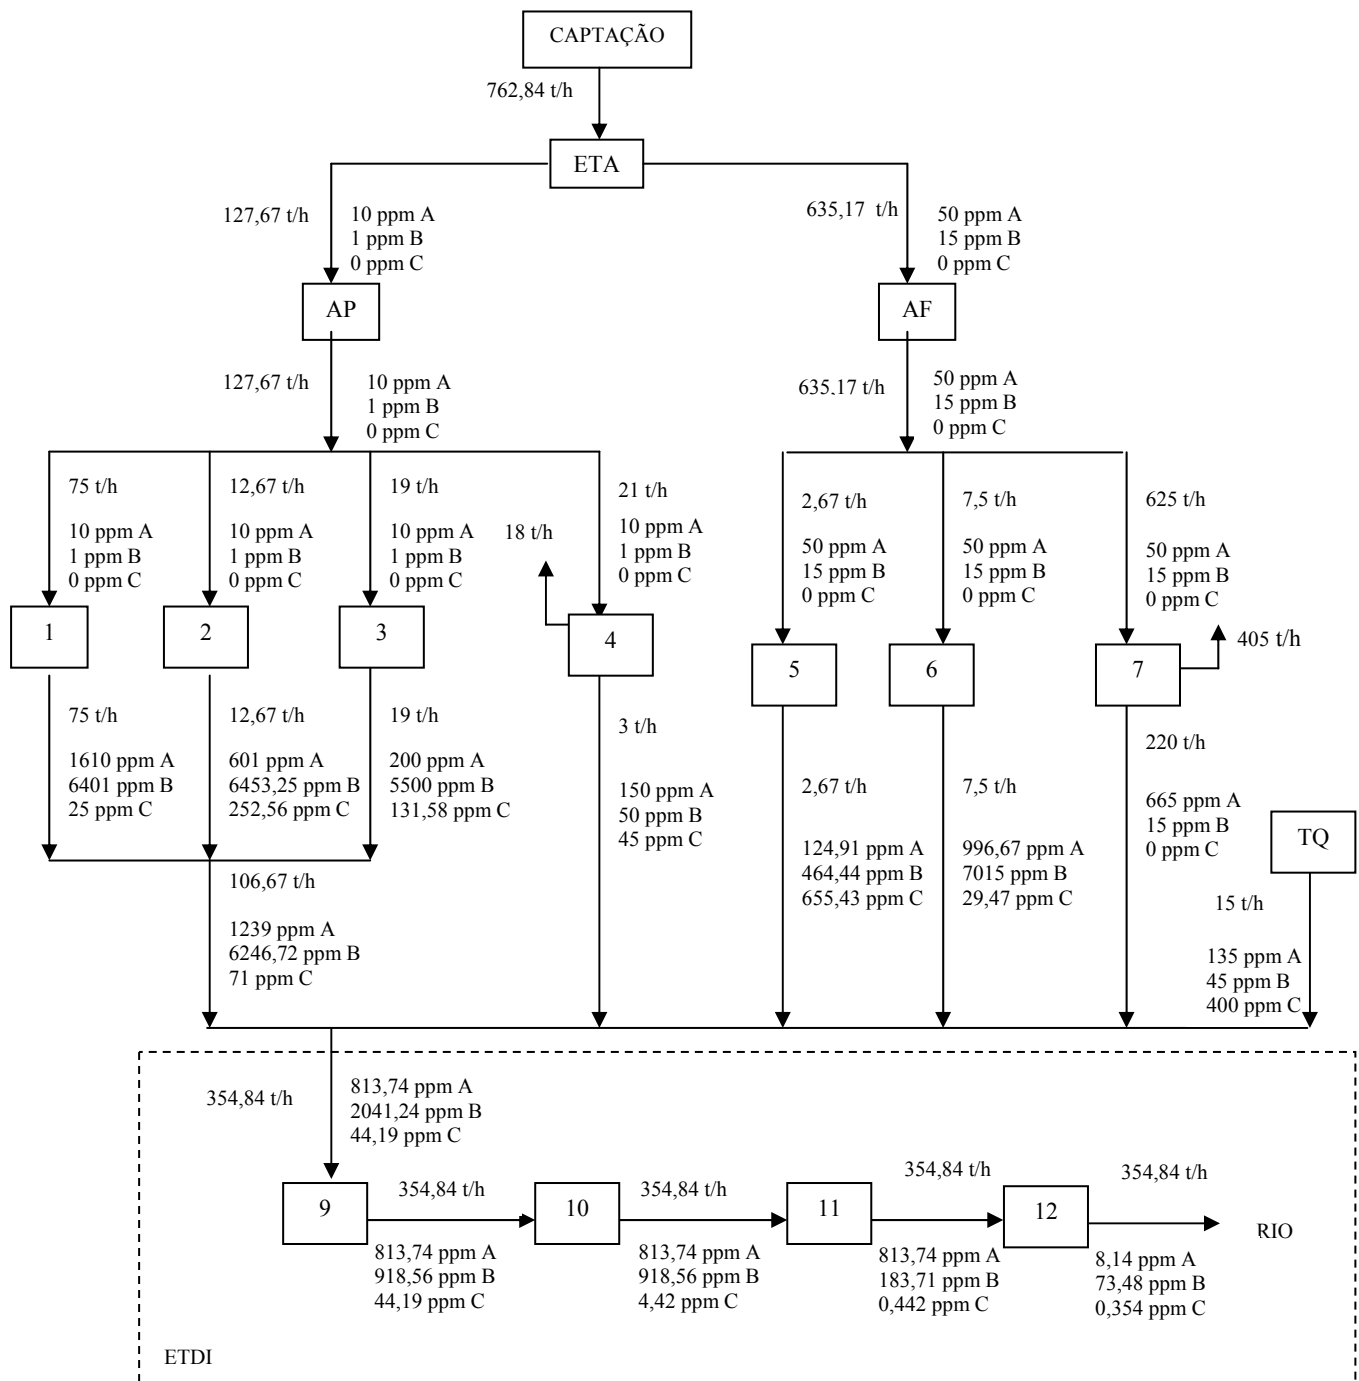 CAPTAÇÃO
762,84 t/h
ETA
127,67 t/h
10 ppm A
1 ppm B
0 ppm C
635,17 t/h
50 ppm A
15 ppm B
0 ppm C
AP
AF
127,67 t/h
10 ppm A
1 ppm B
0 ppm C
635,17 t/h
50 ppm A
15 ppm B
0 ppm C
75 t/h
10 ppm A
1 ppm B
0 ppm C
12,67 t/h
10 ppm A
1 ppm B
0 ppm C
19 t/h
10 ppm A
1 ppm B
0 ppm C
18 t/h
21 t/h
10 ppm A
1 ppm B
0 ppm C
2,67 t/h
50 ppm A
15 ppm B
0 ppm C
7,5 t/h
50 ppm A
15 ppm B
0 ppm C
625 t/h
50 ppm A
15 ppm B
0 ppm C
405 t/h
1
2
3
4
5
6
7
75 t/h
1610 ppm A
6401 ppm B
25 ppm C
12,67 t/h
601 ppm A
6453,25 ppm B
252,56 ppm C
19 t/h
200 ppm A
5500 ppm B
131,58 ppm C
3 t/h
150 ppm A
50 ppm B
45 ppm C
2,67 t/h
124,91 ppm A
464,44 ppm B
655,43 ppm C
7,5 t/h
996,67 ppm A
7015 ppm B
29,47 ppm C
220 t/h
665 ppm A
15 ppm B
0 ppm C
TQ
15 t/h
135 ppm A
45 ppm B
400 ppm C
106,67 t/h
1239 ppm A
6246,72 ppm B
71 ppm C
354,84 t/h
813,74 ppm A
2041,24 ppm B
44,19 ppm C
9
354,84 t/h
813,74 ppm A
918,56 ppm B
44,19 ppm C
10
354,84 t/h
813,74 ppm A
918,56 ppm B
4,42 ppm C
11
354,84 t/h
813,74 ppm A
183,71 ppm B
0,442 ppm C
12
354,84 t/h
8,14 ppm A
73,48 ppm B
0,354 ppm C
RIO
ETDI